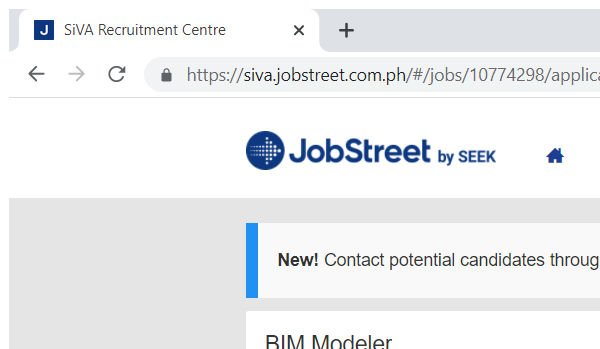 J SiVA Recruitment Centre
https://siva.jobstreet.com.ph/#/jobs/10774298/applica
JobStreet by SEEK
New! Contact potential candidates throug
BIM Modeler